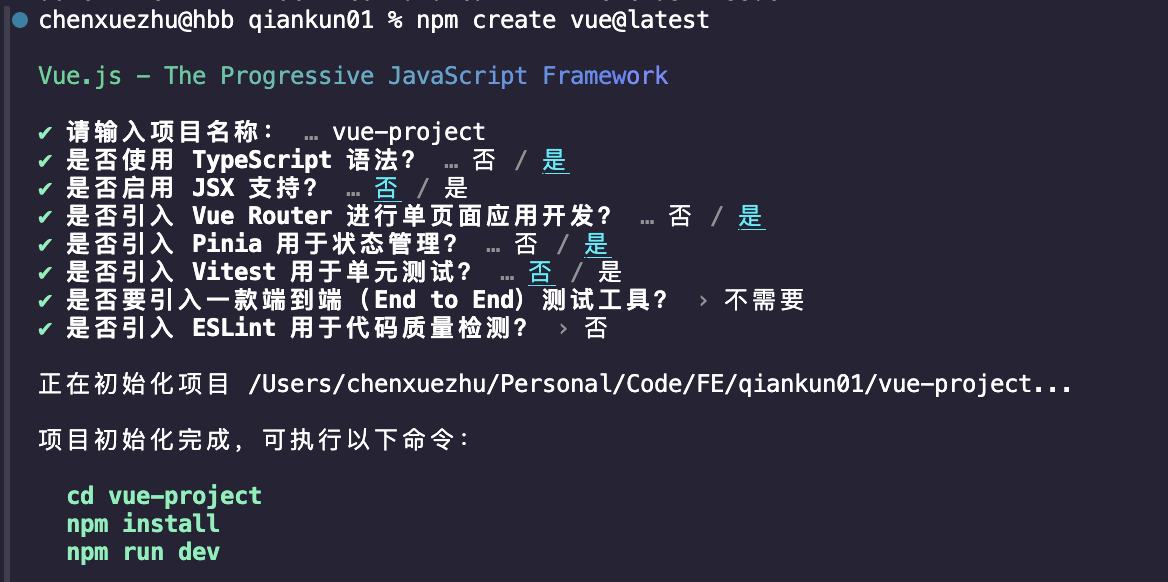 chenxuezhu@hbb qiankun01 % npm create vue@latest
Vue.js - The Progressive JavaScript Framework
✔ 请输入项目名称： … vue-project
✔ 是否使用 TypeScript 语法？ … 否 / 是
✔ 是否启用 JSX 支持？ … 否 / 是
✔ 是否引入 Vue Router 进行单页面应用开发？ … 否 / 是
✔ 是否引入 Pinia 用于状态管理？ … 否 / 是
✔ 是否引入 Vitest 用于单元测试？ … 否 / 是
✔ 是否要引入一款端到端（End to End）测试工具？ › 不需要
✔ 是否引入 ESLint 用于代码质量检测？ › 否
正在初始化项目 /Users/chenxuezhu/Personal/Code/FE/qiankun01/vue-project...
项目初始化完成，可执行以下命令：
cd vue-project
npm install
npm run dev